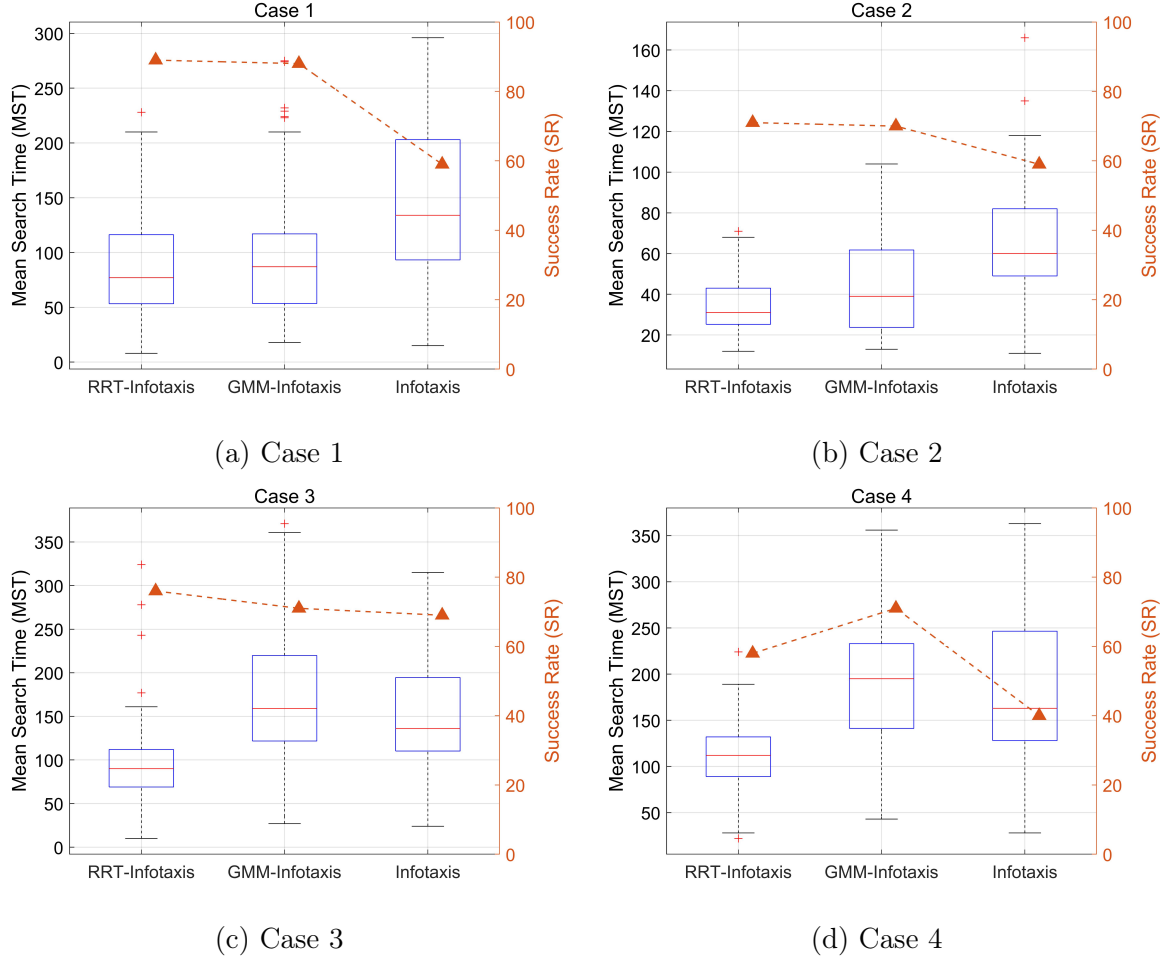 Case 1
Mean Search Time (MST)
300
250
200
150
100
50
0
100
80
60
40
20
0
Success Rate (SR)
RRT-Infotaxis GMM-Infotaxis Infotaxis
(a) Case 1
Case 2
Mean Search Time (MST)
160
140
120
100
80
60
40
20
100
80
60
40
20
0
Success Rate (SR)
RRT-Infotaxis GMM-Infotaxis Infotaxis
(b) Case 2
Case 3
Mean Search Time (MST)
350
300
250
200
150
100
50
0
100
80
60
40
20
0
Success Rate (SR)
RRT-Infotaxis GMM-Infotaxis Infotaxis
(c) Case 3
Case 4
Mean Search Time (MST)
350
300
250
200
150
100
50
100
80
60
40
20
0
Success Rate (SR)
RRT-Infotaxis GMM-Infotaxis Infotaxis
(d) Case 4